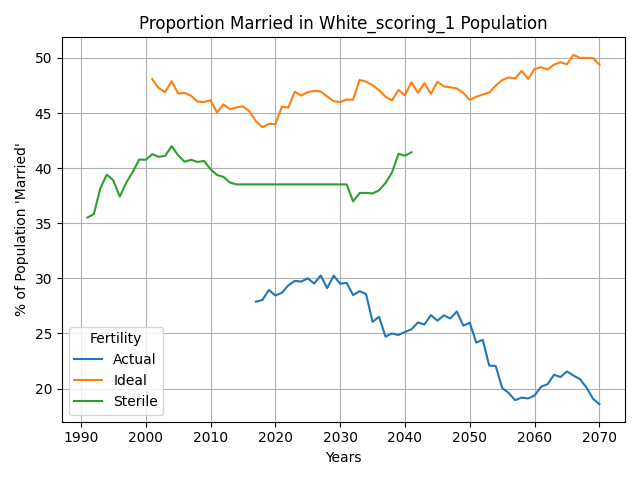 Proportion Married in White_scoring_1 Population
% of Population 'Married'
50
45
40
35
30
25
20
Fertility
Actual
Ideal
Sterile
1990 2000 2010 2020 2030 2040 2050 2060 2070
Years